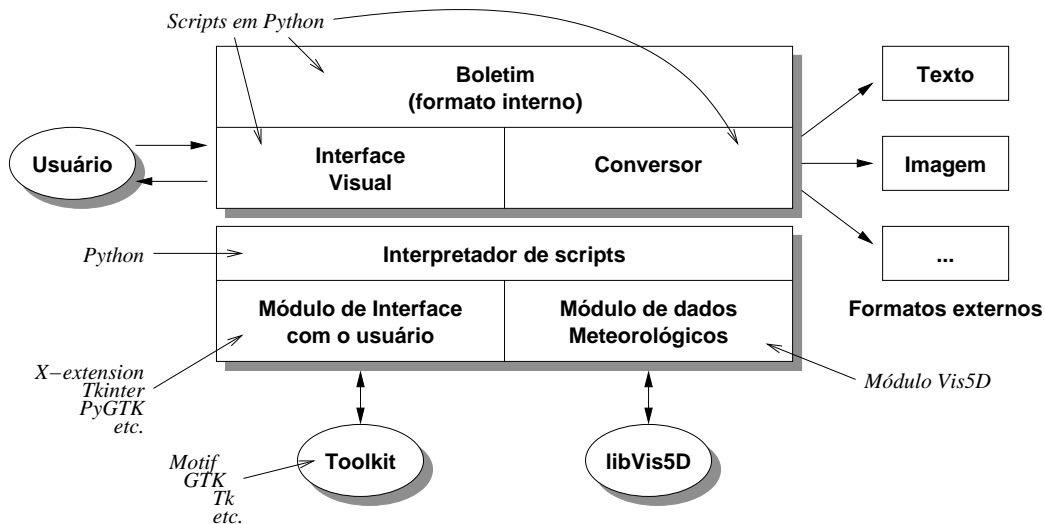 Scripts em Python
Boletim
(formato interno)
Texto
Usuário
Interface
Visual
Conversor
Imagem
Python
Interpretador de scripts
...
Módulo de Interface
com o usuário
Módulo de dados
Meteorológicos
Formatos externos
X−extension
Tkinter
PyGTK
etc.
Módulo Vis5D
Toolkit
libVis5D
Motif
GTK
Tk
etc.